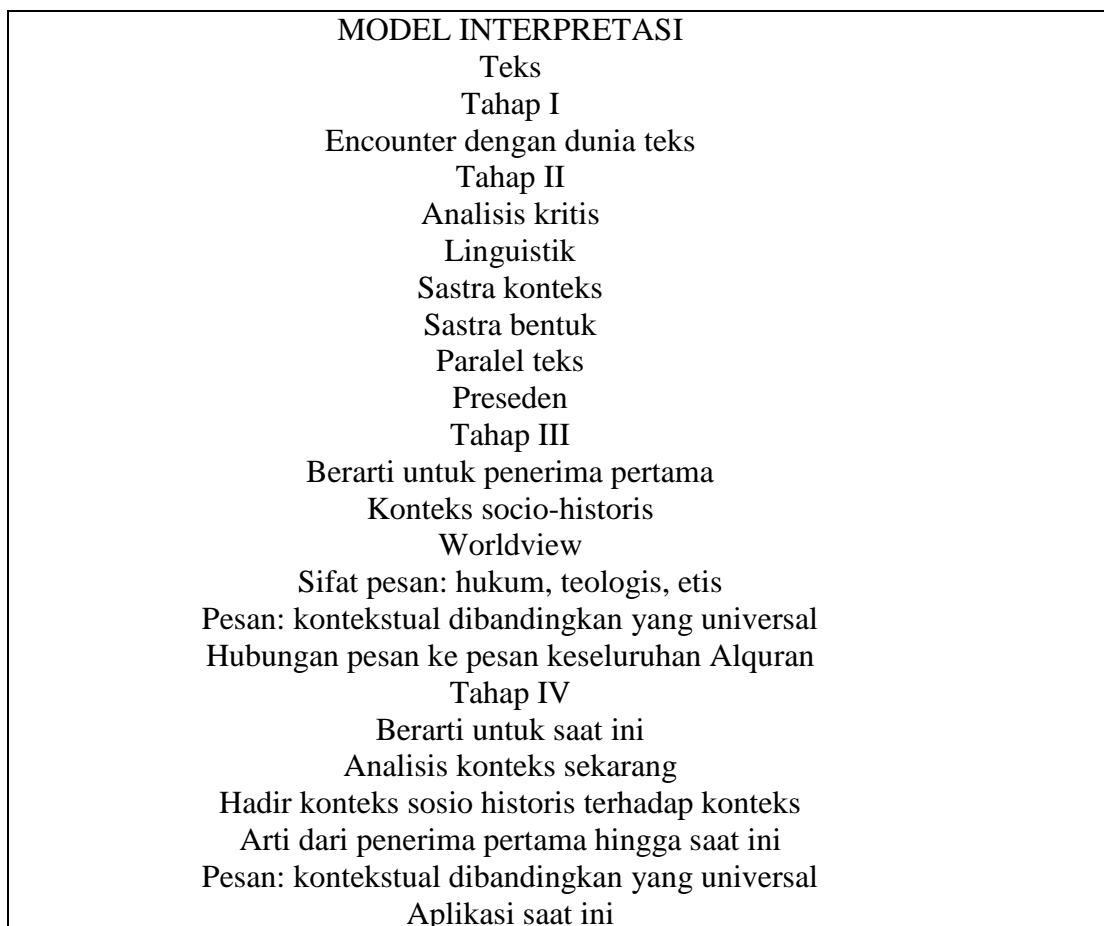 MODEL INTERPRETASI
Teks
Tahap I
Encounter dengan dunia teks
Tahap II
Analisis kritis
Linguistik
Sastra konteks
Sastra bentuk
Paralel teks
Preseden
Tahap III
Berarti untuk penerima pertama
Konteks socio-historis
Worldview
Sifat pesan: hukum, teologis, etis
Pesan: kontekstual dibandingkan yang universal
Hubungan pesan ke pesan keseluruhan Alquran
Tahap IV
Berarti untuk saat ini
Analisis konteks sekarang
Hadir konteks sosio historis terhadap konteks
Arti dari penerima pertama hingga saat ini
Pesan: kontekstual dibandingkan yang universal
Aplikasi saat ini